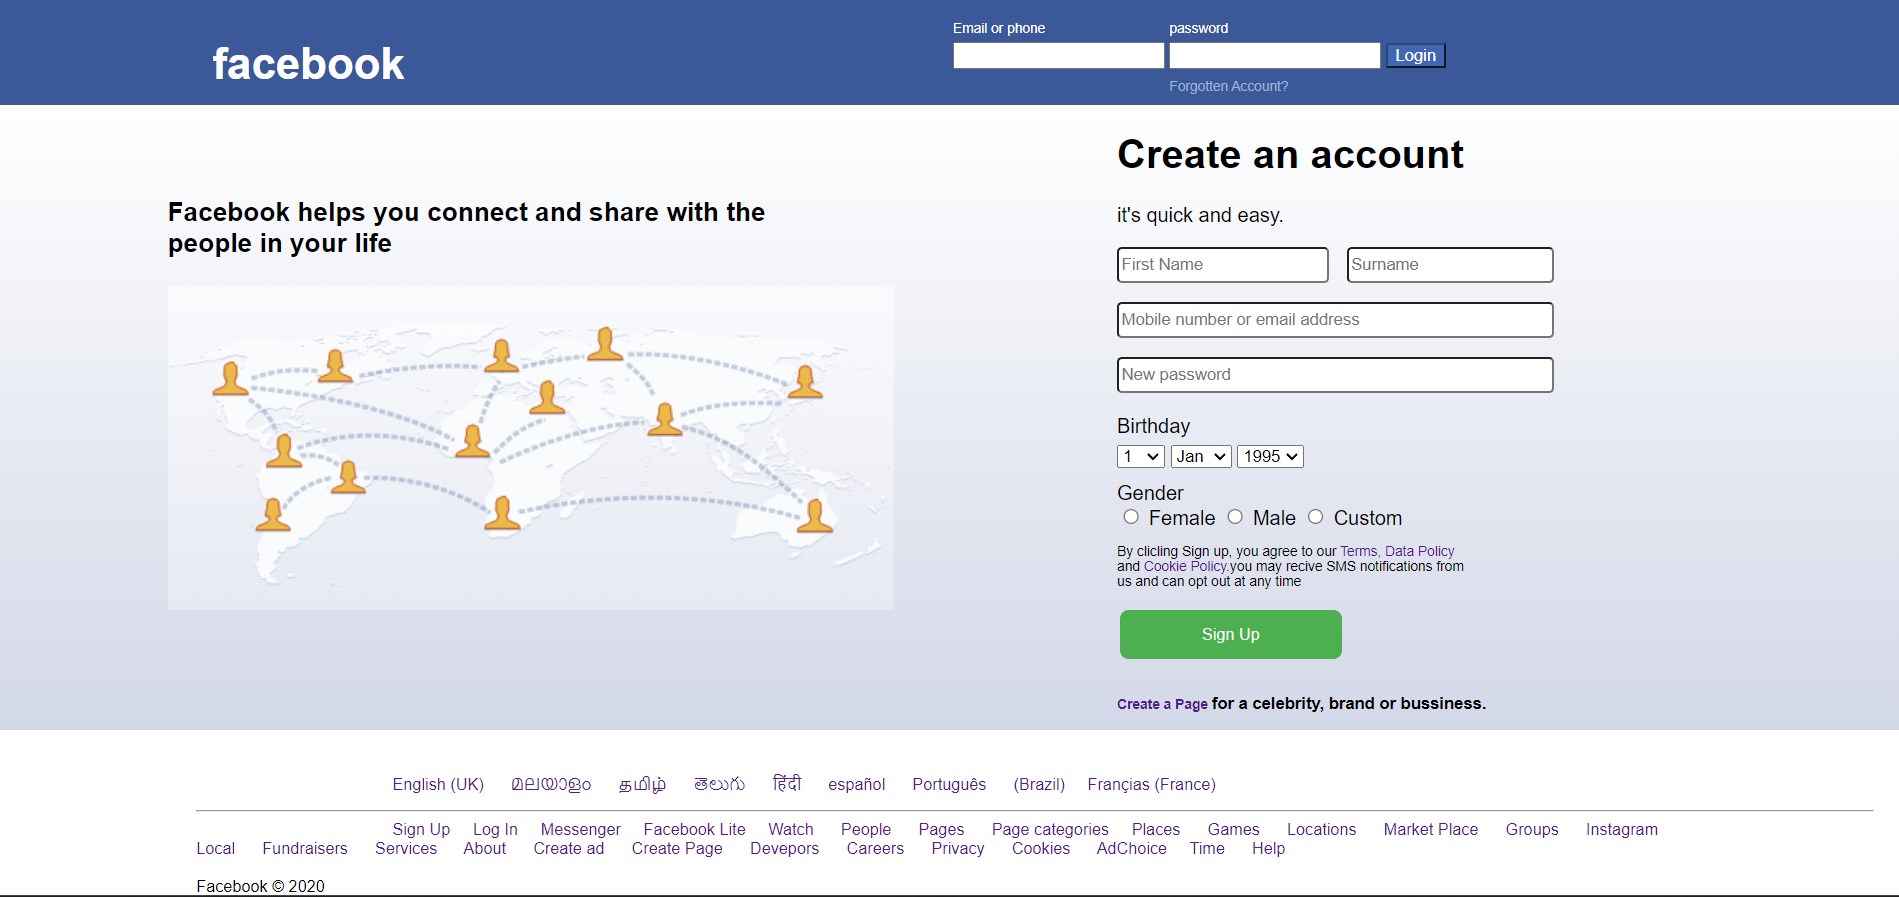 facebook
Email or phone
password
Login
Forgotten Account?
Create an account
it's quick and easy.
Facebook helps you connect and share with the
people in your life
First Name
Surname
Mobile number or email address
New password
Birthday
1 Jan 1995
Gender
Female Male Custom
By clicling Sign up, you agree to our Terms, Data Policy
and Cookie Policy.you may recive SMS notifications from
us and can opt out at any time
Sign Up
Create a Page for a celebrity, brand or bussiness.
English (UK) മലയാളം தமிழ் తెలుగు हिंदी español Português (Brazil) Françias (France)
Sign Up Log In Messenger Facebook Lite Watch People Pages Page categories Places Games Locations Market Place Groups Instagram
Local Fundraisers Services About Create ad Create Page Devepors Careers Privacy Cookies AdChoice Time Help
Facebook © 2020